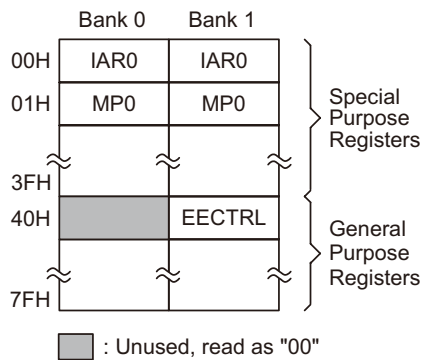 Bank 0 Bank 1
00H IAR0 IAR0
01H MP0 MP0
Special
Purpose
Registers
3FH
40H EECTRL
General
Purpose
Registers
7FH
: Unused, read as "00"